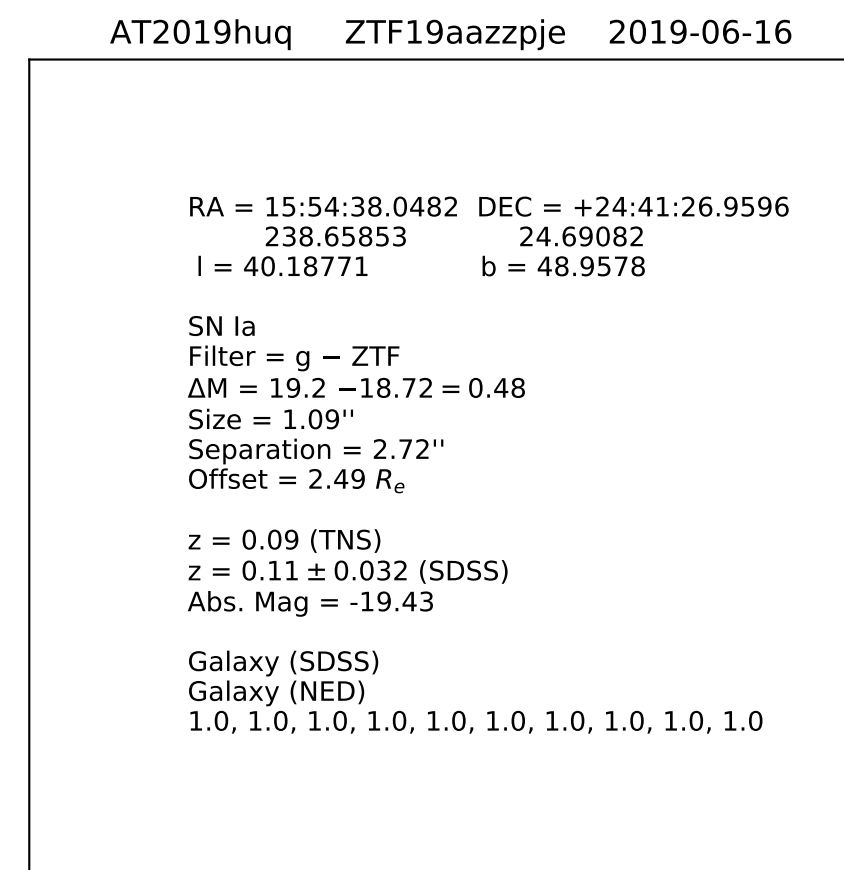 AT2019huq ZTF19aazzpje 2019-06-16
RA = 15:54:38.0482 DEC = +24:41:26.9596
238.65853 24.69082
l = 40.18771 b = 48.9578
SN Ia
Filter = g − ZTF
ΔM = 19.2 −18.72 = 0.48
Size = 1.09''
Separation = 2.72''
Offset = 2.49 Re
z = 0.09 (TNS)
z = 0.11 ± 0.032 (SDSS)
Abs. Mag = -19.43
Galaxy (SDSS)
Galaxy (NED)
1.0, 1.0, 1.0, 1.0, 1.0, 1.0, 1.0, 1.0, 1.0, 1.0